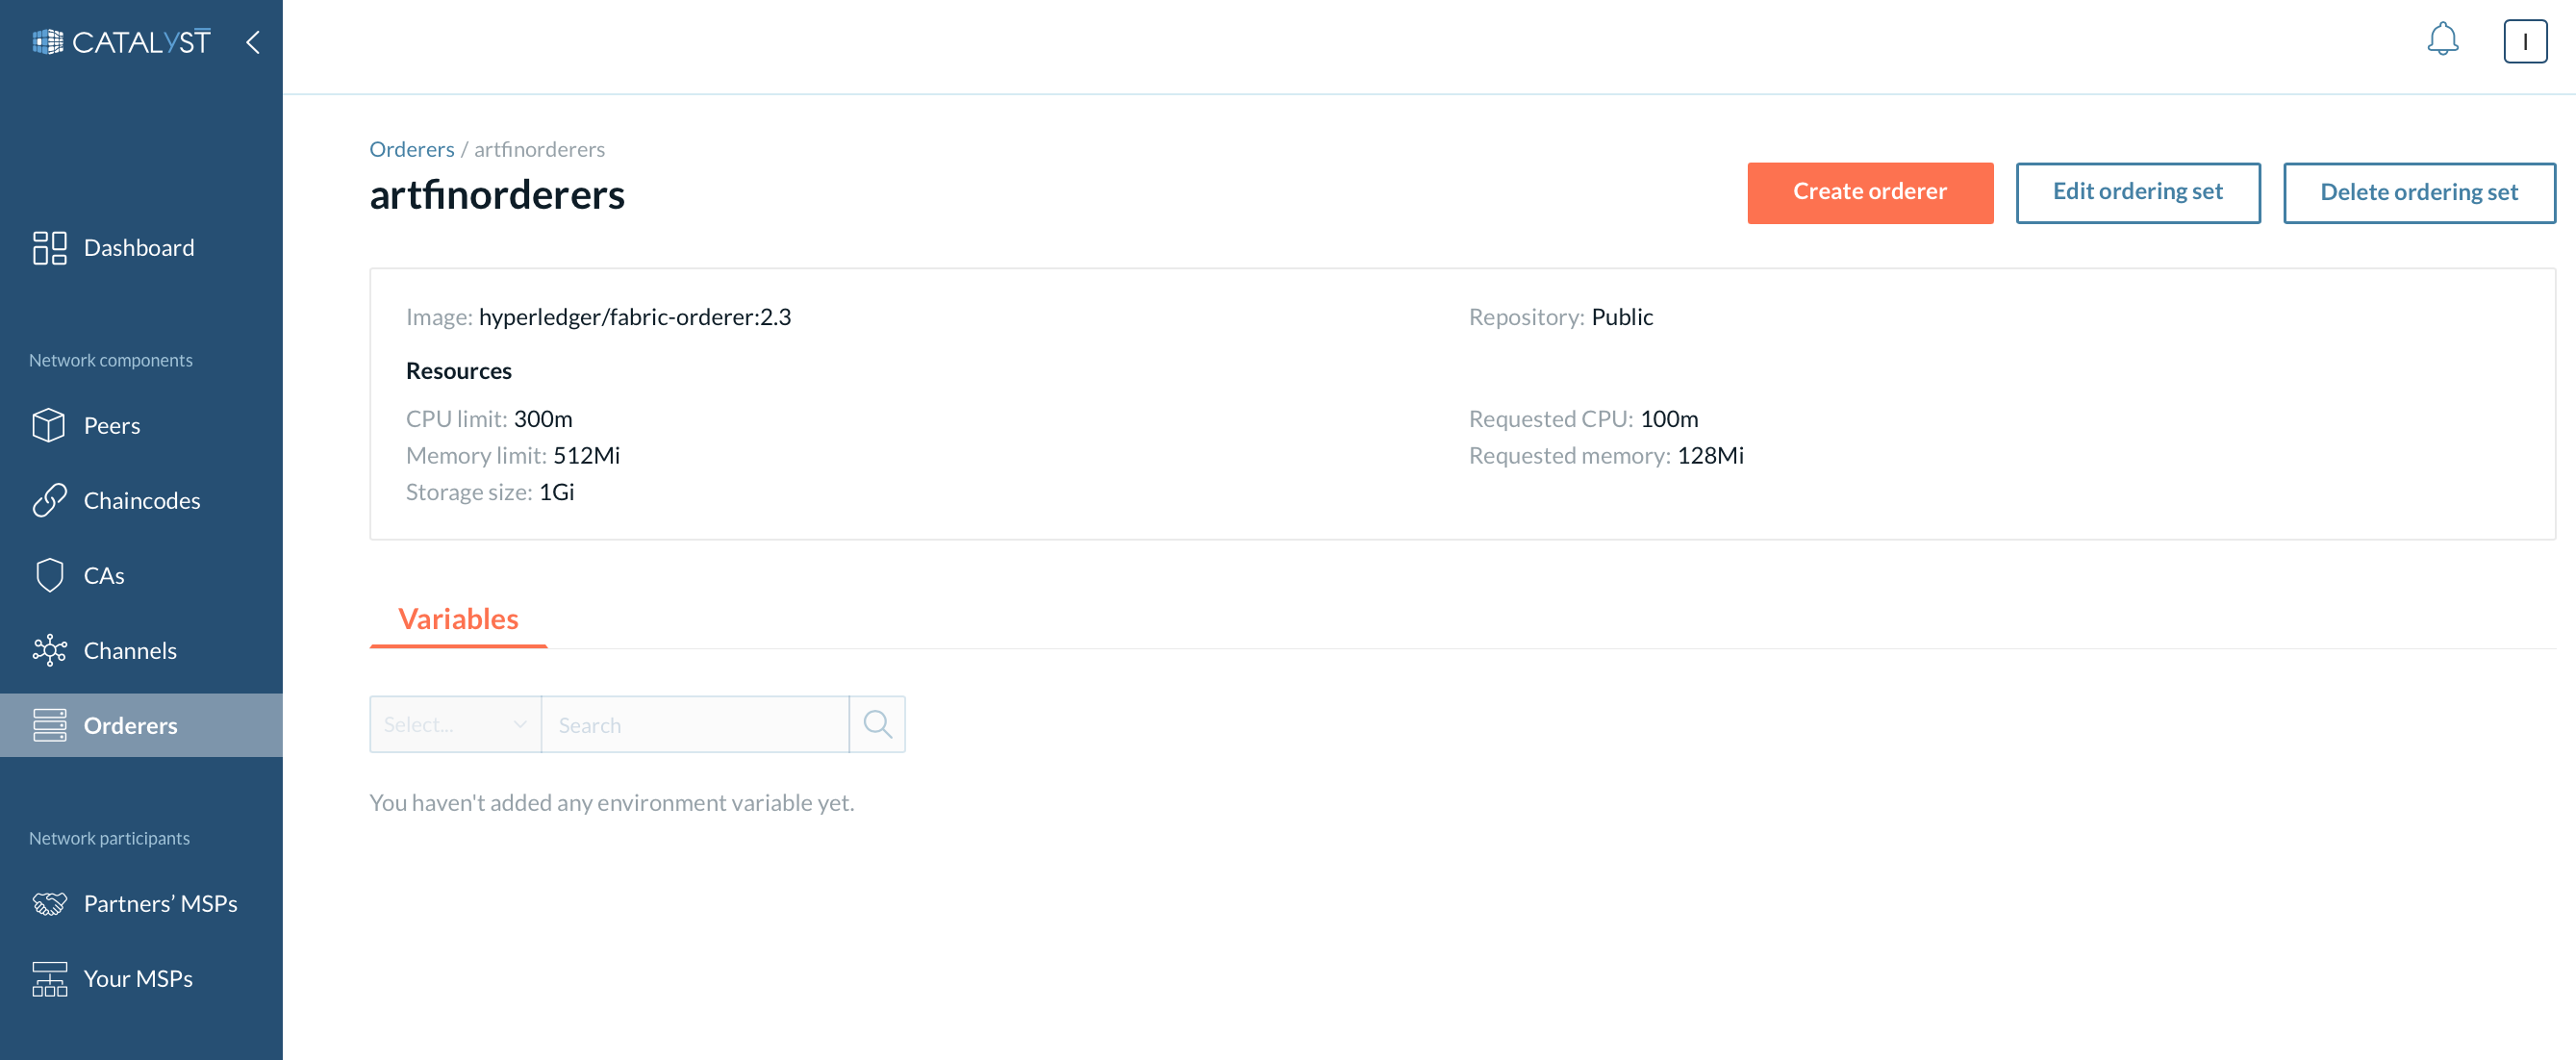 CATALYST
I
Dashboard
Network components
Peers
Chaincodes
CAs
Channels
Orderers
Network participants
Partners’ MSPs
Your MSPs
Orderers / artfinorderers
artfinorderers
Create orderer
Edit ordering set
Delete ordering set
Image: hyperledger/fabric-orderer:2.3
Repository: Public
Resources
CPU limit: 300m
Requested CPU: 100m
Memory limit: 512Mi
Requested memory: 128Mi
Storage size: 1Gi
Variables
Select...
Search
You haven't added any environment variable yet.